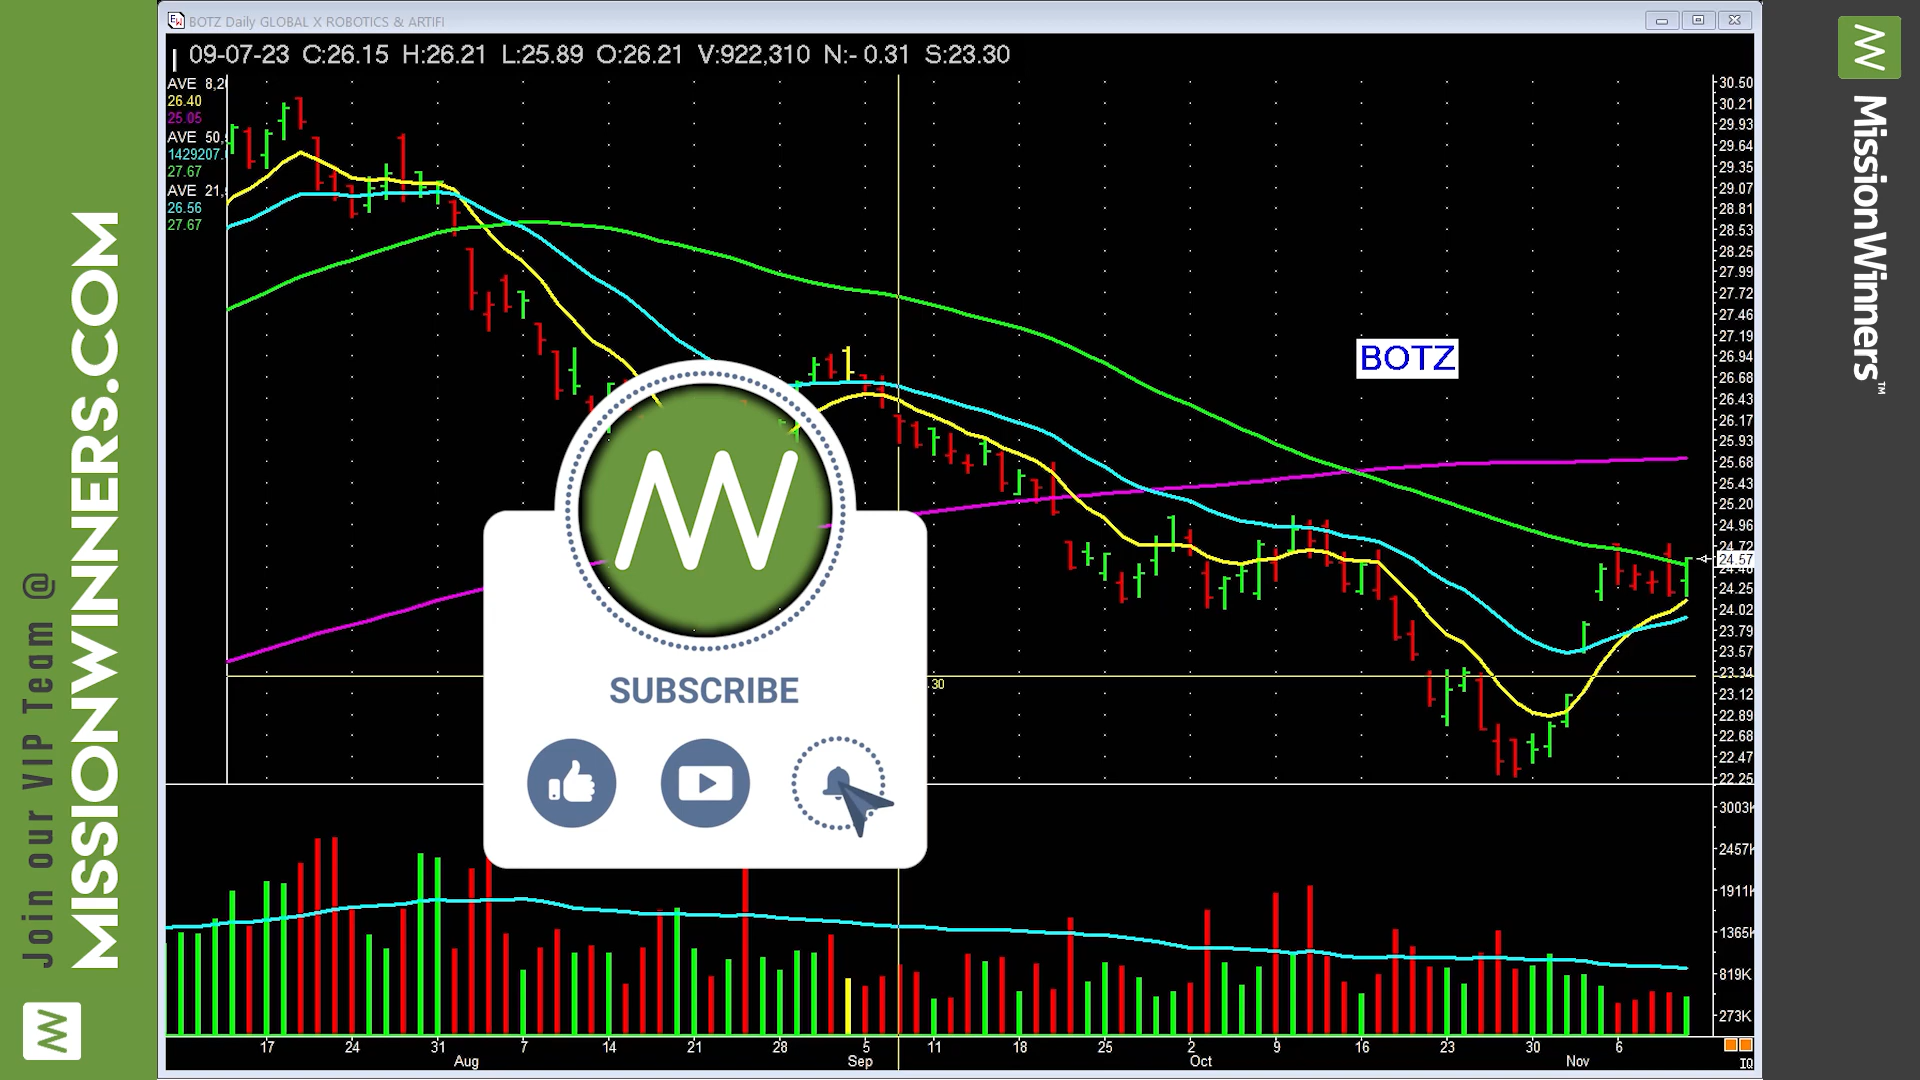 BOTZ Daily GLOBAL X ROBOTICS & ARTIFI
09-07-23 C:26.15 H:26.21 L:25.89 O:26.21 V:922,310 N:- 0.31 S:23.30
AVE 8,20
26.40
25.05
AVE 50,
1429207.
27.67
AVE 21,
26.56
27.67
30.50
30.21
29.93
29.64
29.35
29.07
28.81
28.53
28.25
27.99
27.72
27.46
27.19
26.94
26.68
26.43
26.17
25.93
25.68
25.43
25.20
24.96
24.72
24.57
24.25
24.02
23.79
23.57
23.34
23.12
22.89
22.68
22.47
22.25
BOTZ
.30
SUBSCRIBE
3003K
2457K
1911K
1365K
819K
273K
17 24 31 7 14 21 28 5 11 18 25 2 9 16 23 30 6
Aug Sep Oct Nov
IQ
Join our VIP Team @
MISSIONWINNERS.COM
MissionWinners™